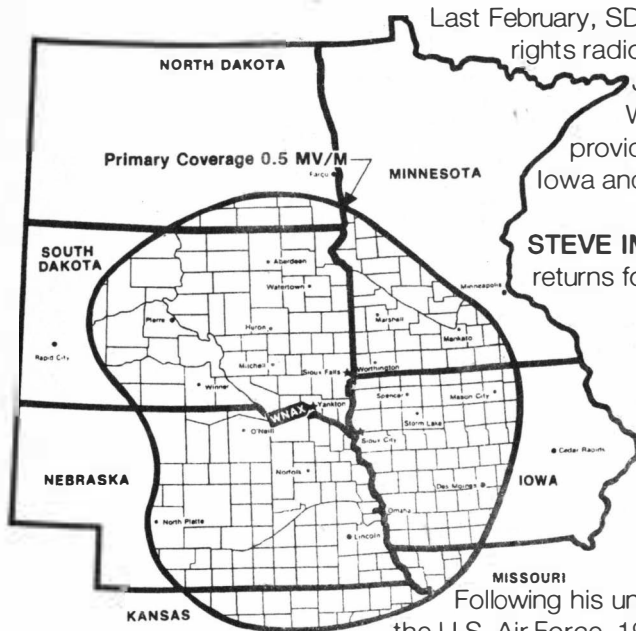 Last February, SD
rights radio
J
W
NORTH DAKOTA
provid
Primary Coverage 0.5 MV/M
Fargo
MINNESOTA
Iowa and
SOUTH
DAKOTA
Aberdeen
STEVE IM
Watertown
Minneapolis
returns fo
Pierre
Marshall
Huron
Mankato
Rapid City
Mitchell
Sioux Falls
Worthington
Winner
Spencer
Mason City
WNAX
Yankton
Storm Lake
O'Neill
Sioux City
Cedar Rapids
NEBRASKA
Norfolk
Des Moines
IOWA
North Platte
Omaha
Lincoln
MISSOURI
KANSAS
Following his un
the U.S. Air Force, 19